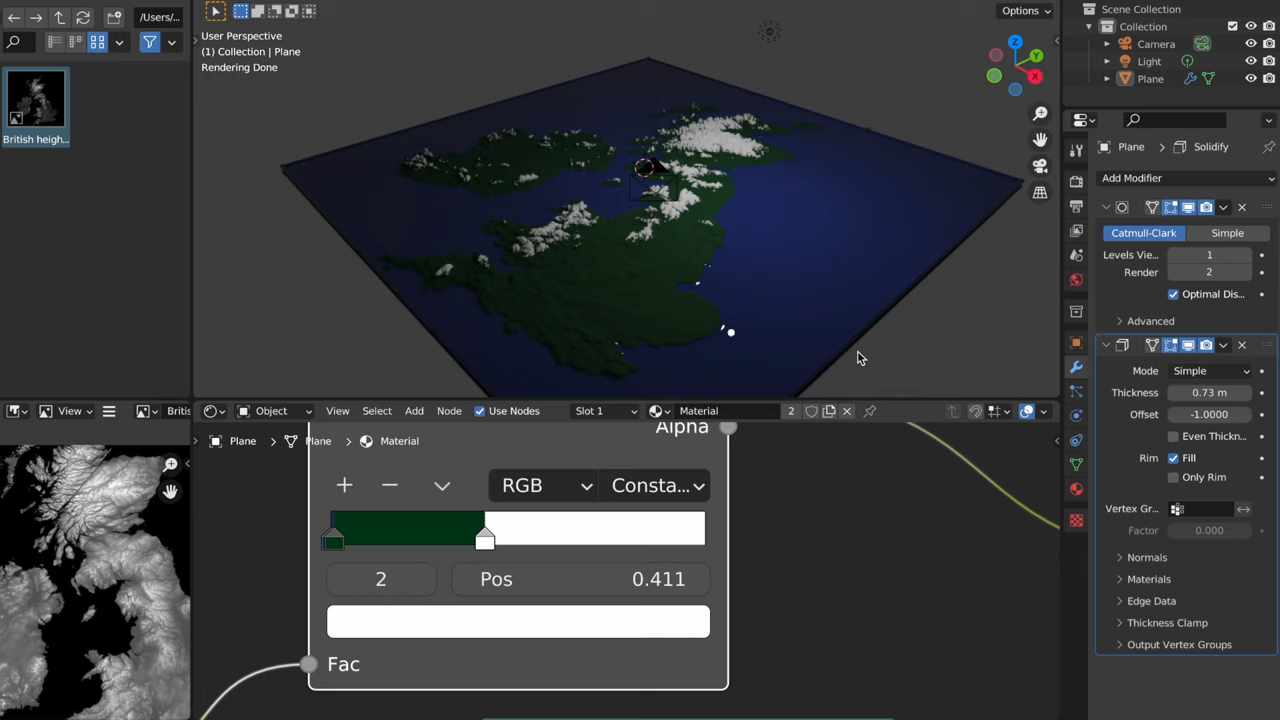 /Users/...
British heigh...
Options
User Perspective
(1) Collection | Plane
Rendering Done
Z
Y
X
Scene Collection
Collection
Camera
Light
Plane
Plane
Solidify
Add Modifier
Catmull-Clark
Simple
Levels Vie...
1
Render
2
Optimal Dis...
Advanced
Mode
Simple
Thickness
0.73 m
Offset
-1.0000
Even Thickn...
Rim
Fill
Only Rim
Vertex Gr...
Factor
0.000
Normals
Materials
Edge Data
Thickness Clamp
Output Vertex Groups
View
Britis
Object
View
Select
Add
Node
Use Nodes
Slot 1
Material
2
Plane
Plane
Material
Alpha
RGB
Consta...
2
Pos
0.411
Fac